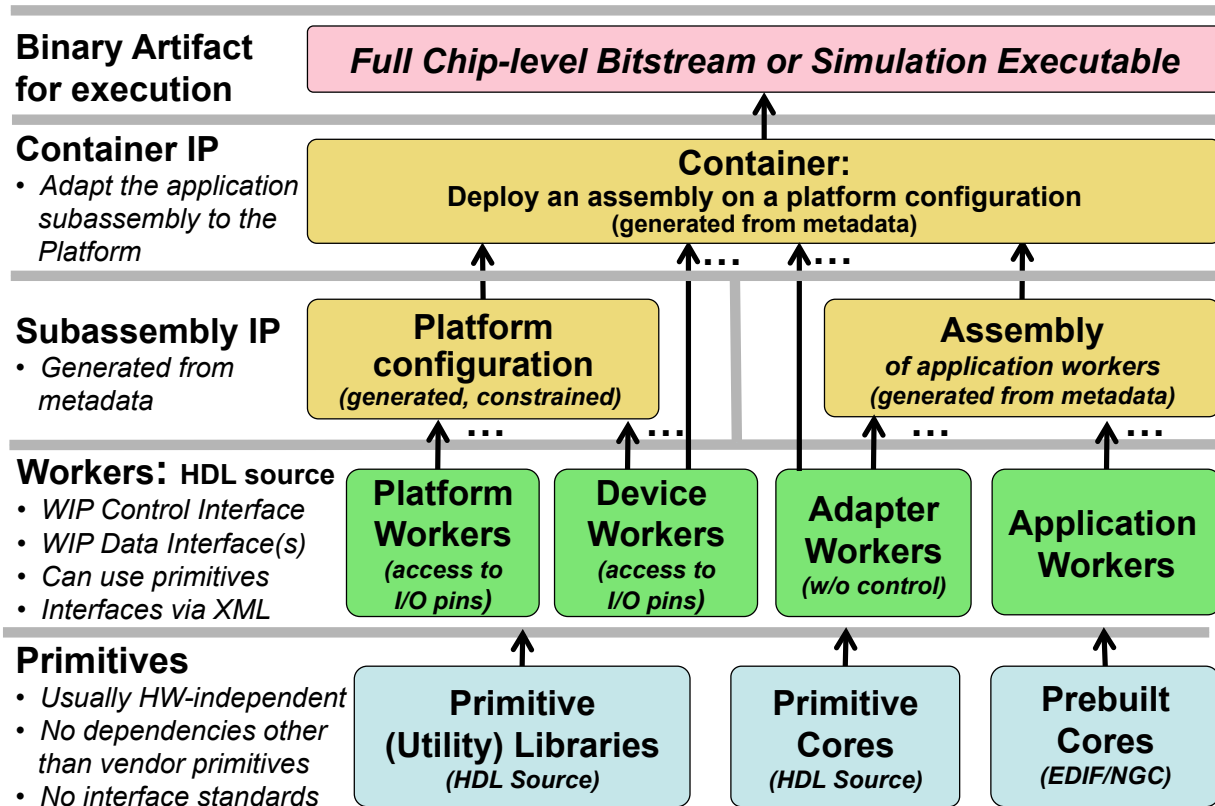 Binary Artifact
for execution
Full Chip-level Bitstream or Simulation Executable
Container IP
• Adapt the application
subassembly to the
Platform
Container:
Deploy an assembly on a platform configuration
(generated from metadata)
... ...
Subassembly IP
• Generated from
metadata
Platform
configuration
(generated, constrained)
Assembly
of application workers
(generated from metadata)
... ... ... ...
Workers: HDL source
• WIP Control Interface
• WIP Data Interface(s)
• Can use primitives
• Interfaces via XML
Platform
Workers
(access to
I/O pins)
Device
Workers
(access to
I/O pins)
Adapter
Workers
(w/o control)
Application
Workers
Primitives
• Usually HW-independent
• No dependencies other
than vendor primitives
• No interface standards
Primitive
(Utility) Libraries
(HDL Source)
Primitive
Cores
(HDL Source)
Prebuilt
Cores
(EDIF/NGC)